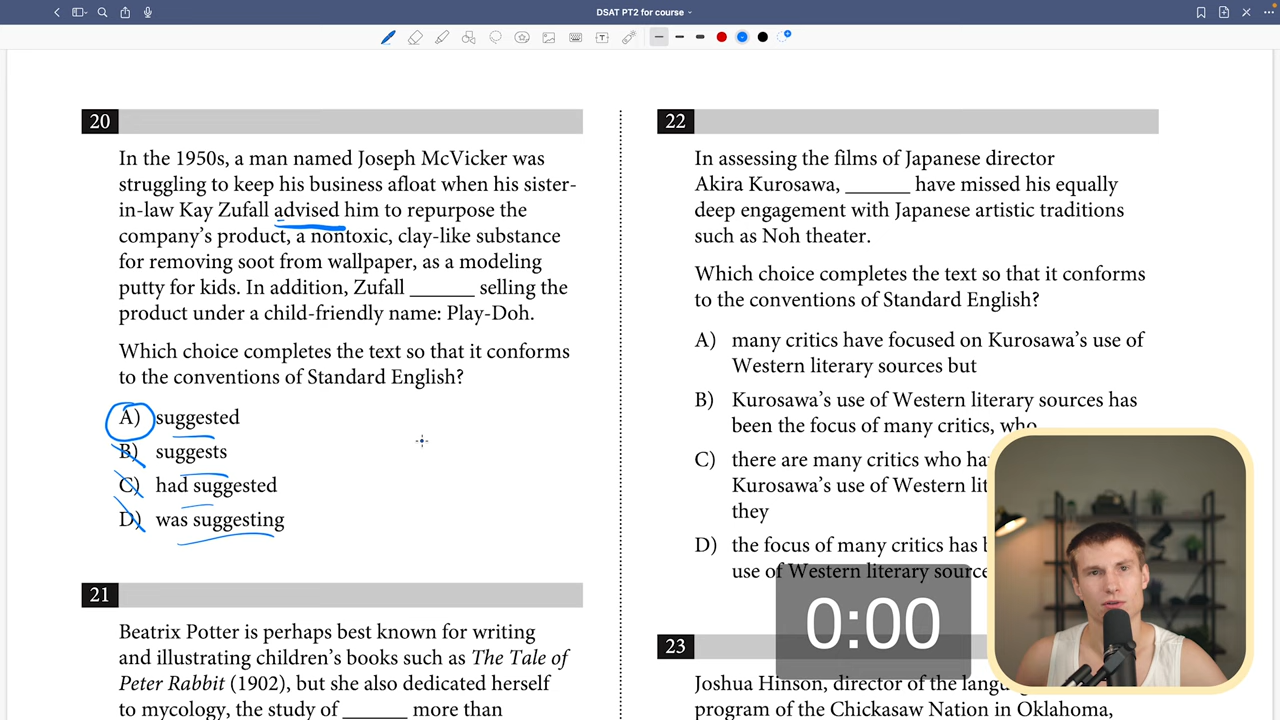 DSAT PT2 for course
20
In the 1950s, a man named Joseph McVicker was
struggling to keep his business afloat when his sister-
in-law Kay Zufall advised him to repurpose the
company's product, a nontoxic, clay-like substance
for removing soot from wallpaper, as a modeling
putty for kids. In addition, Zufall ______ selling the
product under a child-friendly name: Play-Doh.
Which choice completes the text so that it conforms
to the conventions of Standard English?
A) suggested
B) suggests
C) had suggested
D) was suggesting
21
Beatrix Potter is perhaps best known for writing
and illustrating children's books such as The Tale of
Peter Rabbit (1902), but she also dedicated herself
to mycology, the study of ______ more than
22
In assessing the films of Japanese director
Akira Kurosawa, ______ have missed his equally
deep engagement with Japanese artistic traditions
such as Noh theater.
Which choice completes the text so that it conforms
to the conventions of Standard English?
A) many critics have focused on Kurosawa's use of
Western literary sources but
B) Kurosawa's use of Western literary sources has
been the focus of many critics, who
C) there are many critics who
Kurosawa's use of Western
they
D) the focus of many critics has
use of Western literary
0:00
23
Joshua Hinson, director of the
program of the Chickasaw Nation in Oklahoma,